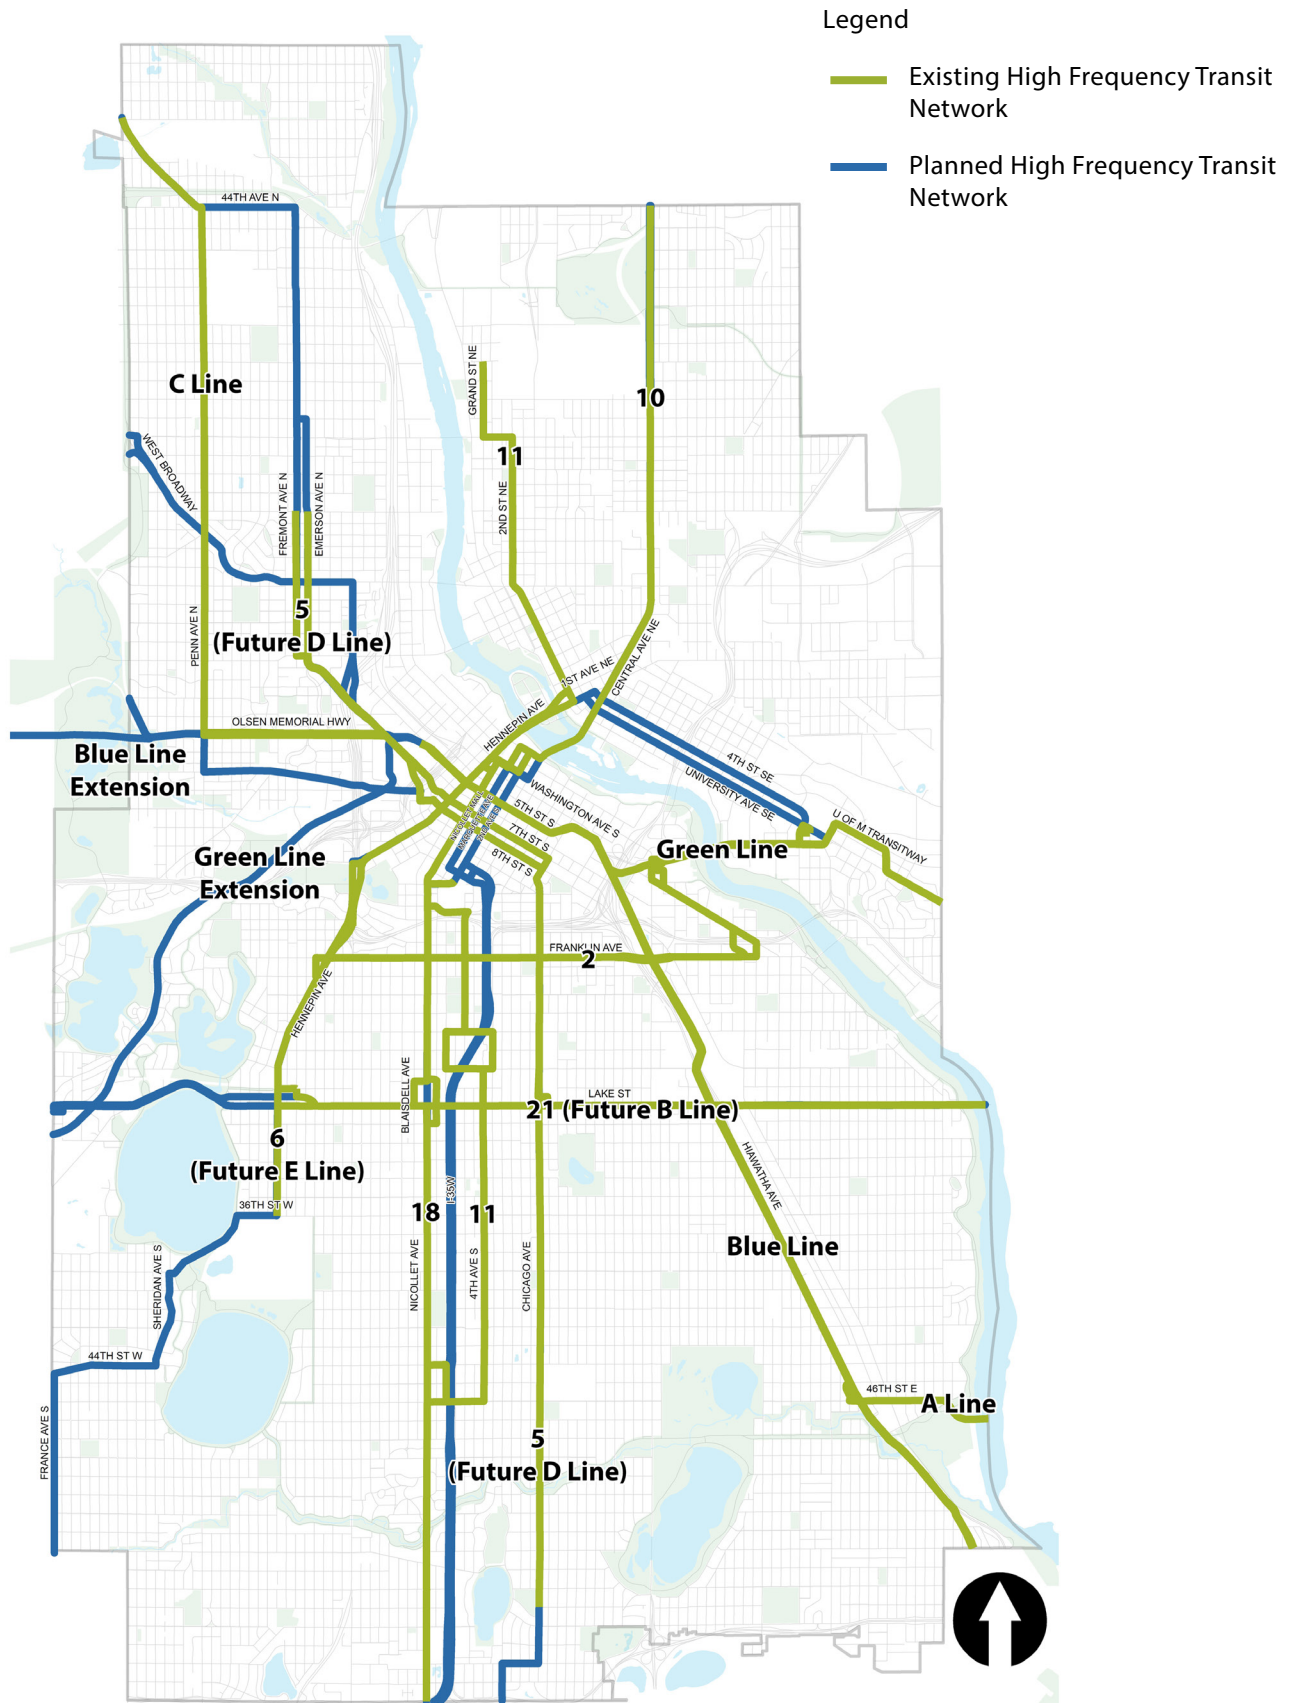 Legend
Existing High Frequency Transit
Network
Planned High Frequency Transit
Network
44TH AVE N
C Line
GRAND ST NE
10
11
WEST BROADWAY
2ND ST NE
FREMONT AVE N
EMERSON AVE N
5
(Future D Line)
PENN AVE N
1ST AVE NE
CENTRAL AVE NE
OLSEN MEMORIAL HWY
HENNEPIN AVE
Blue Line
Extension
4TH ST SE
UNIVERSITY AVE SE
WASHINGTON AVE S
5TH ST S
7TH ST S
8TH ST S
NICOLLET MALL
U OF M TRANSITWAY
Green Line
Green Line
Extension
FRANKLIN AVE
2
HENNEPIN AVE
BLAISDELL AVE
LAKE ST
21 (Future B Line)
6
(Future E Line)
HIAWATHA AVE
36TH ST W
I-35W
18
11
Blue Line
SHERIDAN AVE S
NICOLLET AVE
4TH AVE S
CHICAGO AVE
44TH ST W
46TH ST E
A Line
FRANCE AVE S
5
(Future D Line)